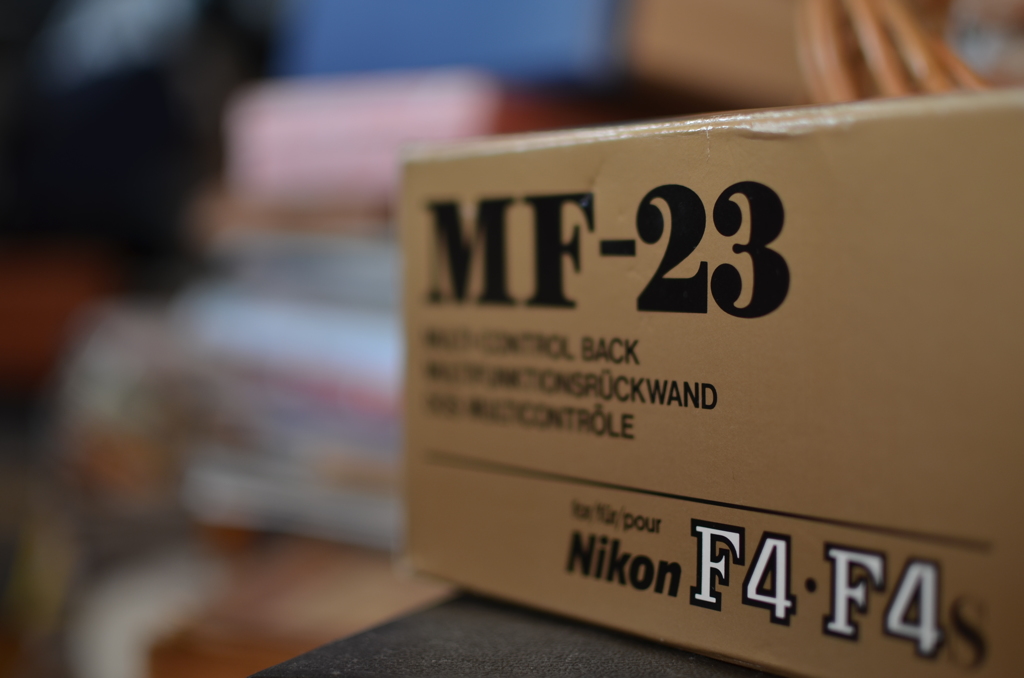 MF-23
MULTI-CONTROL BACK
MULTIFUNKTIONSRÜCKWAND
DOS MULTICONTRÔLE
for/für/pour
Nikon F4·F4s